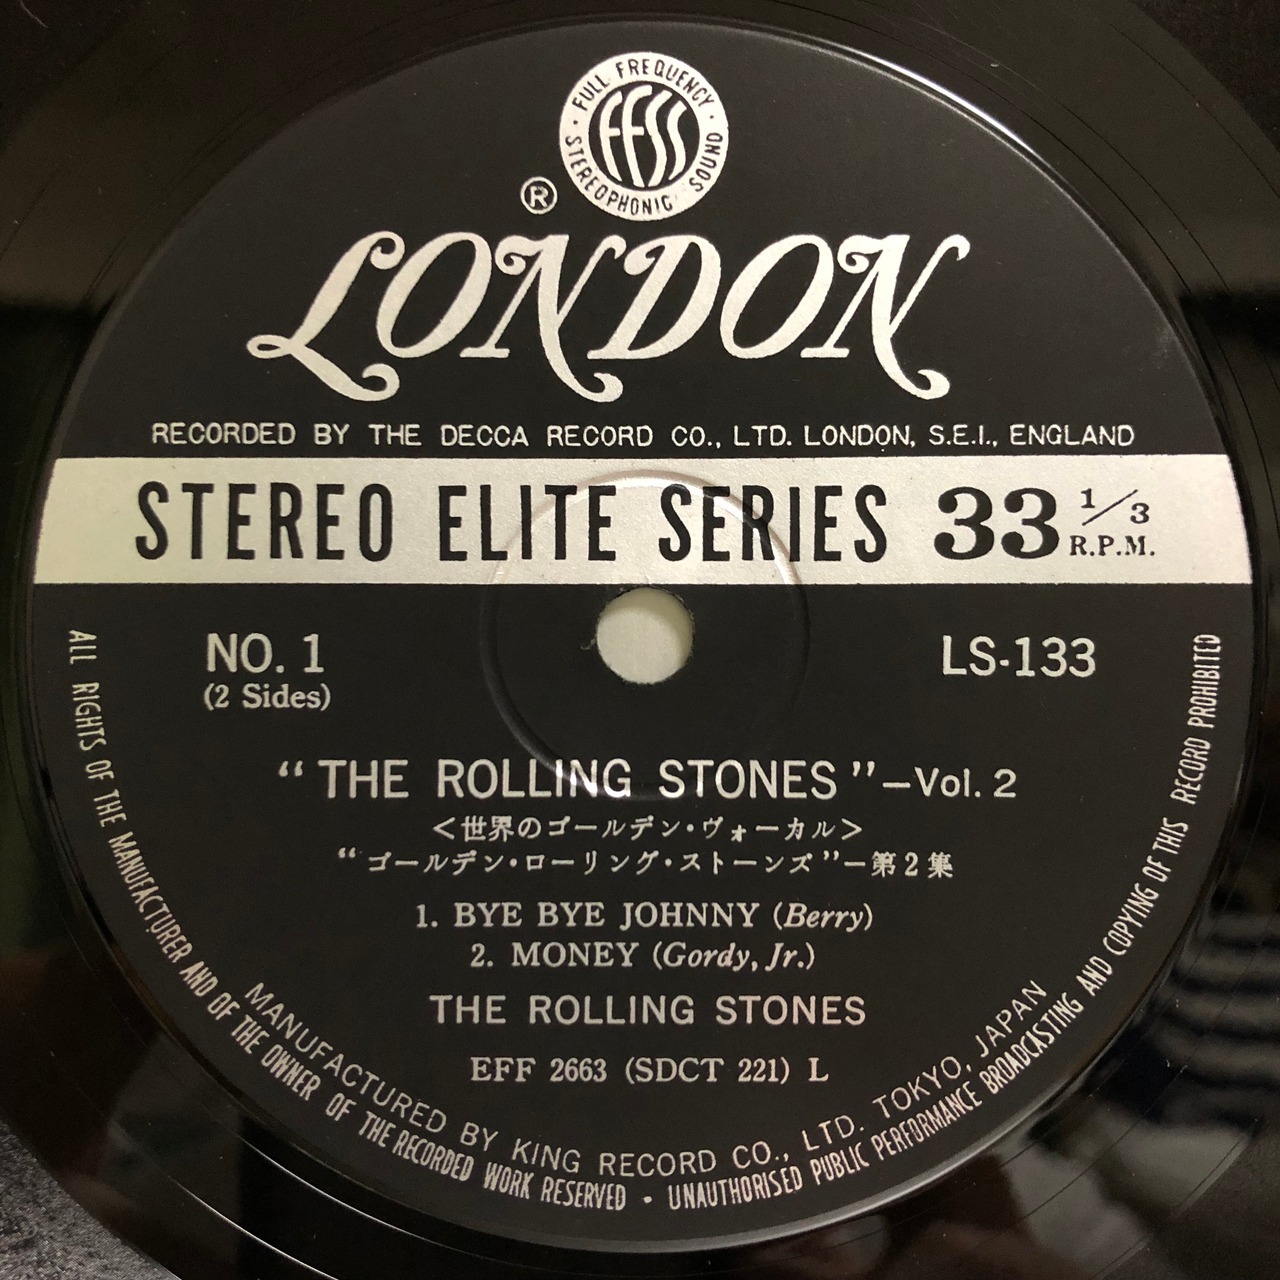 FULL FREQUENCY
FFSS
STEREOPHONIC SOUND
®
LONDON
RECORDED BY THE DECCA RECORD CO., LTD. LONDON, S.E.I., ENGLAND
STEREO ELITE SERIES 33 1/3 R.P.M.
NO. 1
(2 Sides)
LS-133
“THE ROLLING STONES”—Vol. 2
＜世界のゴールデン・ヴォーカル＞
“ゴールデン・ローリング・ストーンズ”—第2集
1. BYE BYE JOHNNY (Berry)
2. MONEY (Gordy, Jr.)
THE ROLLING STONES
EFF 2663 (SDCT 221) L
MANUFACTURED BY KING RECORD CO., LTD. TOKYO, JAPAN
ALL RIGHTS OF THE MANUFACTURER AND OF THE OWNER OF THE RECORDED WORK RESERVED • UNAUTHORISED PUBLIC PERFORMANCE BROADCASTING AND COPYING OF THIS RECORD PROHIBITED